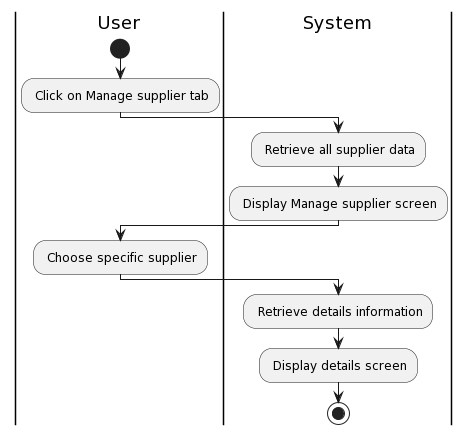 User
System
Click on Manage supplier tab
Retrieve all supplier data
Display Manage supplier screen
Choose specific supplier
Retrieve details information
Display details screen